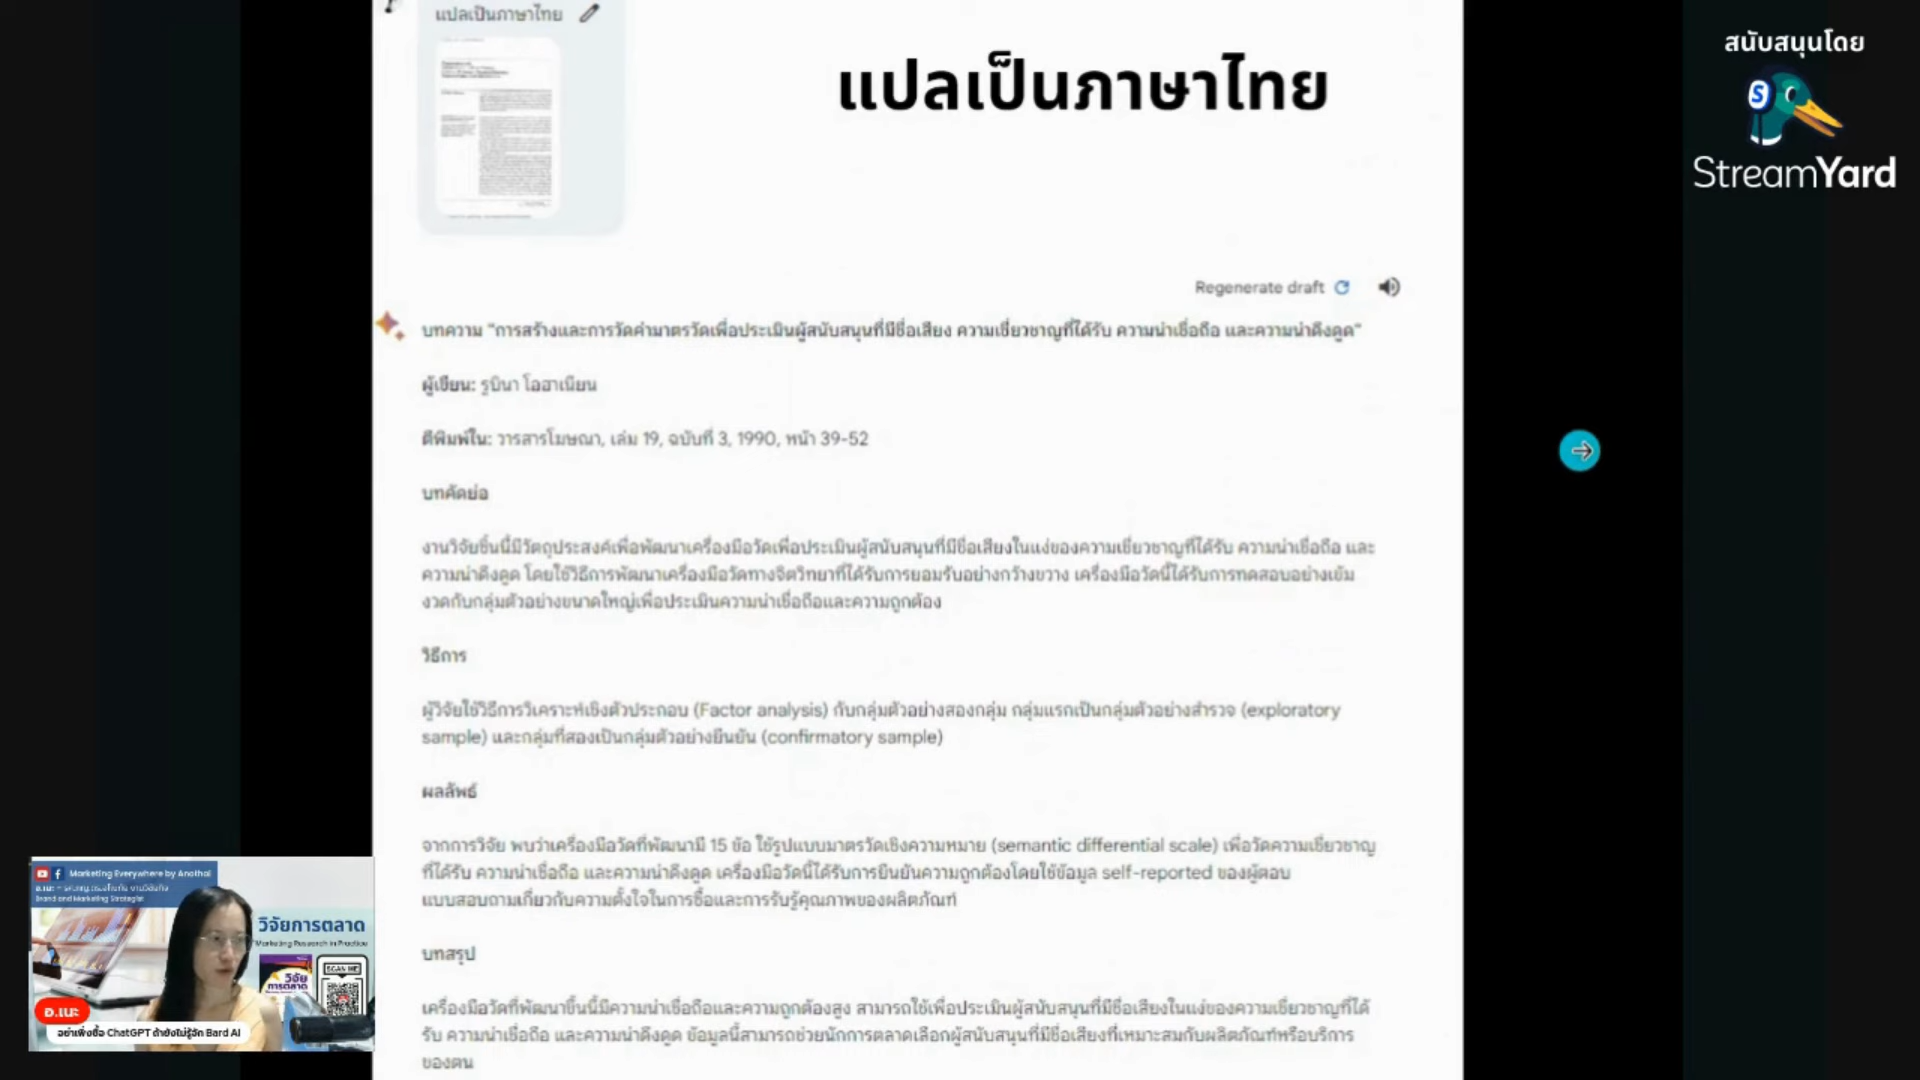 แปลเป็นภาษาไทย
แปลเป็นภาษาไทย
สนับสนุนโดย
S
StreamYard
Regenerate draft
บทความ "การสร้างและการวัดค่ามาตรวัดเพื่อประเมินผู้สนับสนุนที่มีชื่อเสียง ความเชี่ยวชาญที่ได้รับ ความน่าเชื่อถือ และความน่าดึงดูด"
ผู้เขียน: รูบินา โอฮาเนียน
ตีพิมพ์ใน: วารสารโฆษณา, เล่ม 19, ฉบับที่ 3, 1990, หน้า 39-52
บทคัดย่อ
งานวิจัยชิ้นนี้มีวัตถุประสงค์เพื่อพัฒนาเครื่องมือวัดเพื่อประเมินผู้สนับสนุนที่มีชื่อเสียงในแง่ของความเชี่ยวชาญที่ได้รับ ความน่าเชื่อถือ และ
ความน่าดึงดูด โดยใช้วิธีการพัฒนาเครื่องมือวัดทางจิตวิทยาที่ได้รับการยอมรับอย่างกว้างขวาง เครื่องมือวัดนี้ได้รับการทดสอบอย่างเข้ม
งวดกับกลุ่มตัวอย่างขนาดใหญ่เพื่อประเมินความน่าเชื่อถือและความถูกต้อง
วิธีการ
ผู้วิจัยใช้วิธีการวิเคราะห์เชิงตัวประกอบ (Factor analysis) กับกลุ่มตัวอย่างสองกลุ่ม กลุ่มแรกเป็นกลุ่มตัวอย่างสำรวจ (exploratory
sample) และกลุ่มที่สองเป็นกลุ่มตัวอย่างยืนยัน (confirmatory sample)
ผลลัพธ์
จากการวิจัย พบว่าเครื่องมือวัดที่พัฒนามี 15 ข้อ ใช้รูปแบบมาตรวัดเชิงความหมาย (semantic differential scale) เพื่อวัดความเชี่ยวชาญ
ที่ได้รับ ความน่าเชื่อถือ และความน่าดึงดูด เครื่องมือวัดนี้ได้รับการยืนยันความถูกต้องโดยใช้ข้อมูล self-reported ของผู้ตอบ
แบบสอบถามเกี่ยวกับความตั้งใจในการซื้อและการรับรู้คุณภาพของผลิตภัณฑ์
บทสรุป
เครื่องมือวัดที่พัฒนาขึ้นนี้มีความน่าเชื่อถือและความถูกต้องสูง สามารถใช้เพื่อประเมินผู้สนับสนุนที่มีชื่อเสียงในแง่ของความเชี่ยวชาญที่ได้
รับ ความน่าเชื่อถือ และความน่าดึงดูด ข้อมูลนี้สามารถช่วยนักการตลาดเลือกผู้สนับสนุนที่มีชื่อเสียงที่เหมาะสมกับผลิตภัณฑ์หรือบริการ
ของตน
Marketing Everywhere by Anothai
Brand and Marketing Strategist
วิจัยการตลาด
Marketing Research in Practice
SCAN ME!
วิจัย
การตลาด
อ.เนะ
อย่าเพิ่งซื้อ ChatGPT ถ้ายังไม่รู้จัก Bard AI